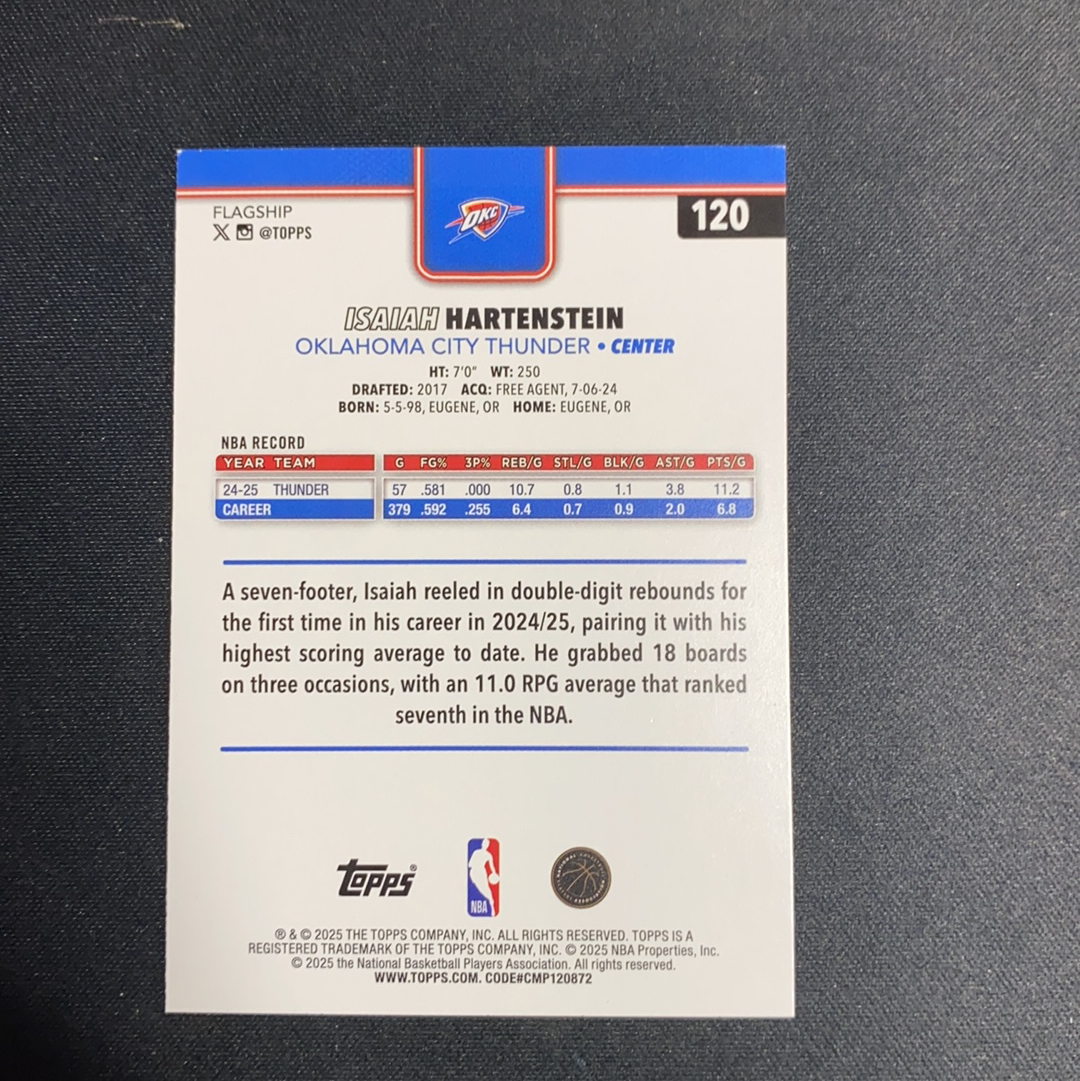 FLAGSHIP
@TOPPS
OKC
120
ISAIAH HARTENSTEIN
OKLAHOMA CITY THUNDER • CENTER
HT: 7'0" WT: 250
DRAFTED: 2017 ACQ: FREE AGENT, 7-06-24
BORN: 5-5-98, EUGENE, OR HOME: EUGENE, OR
NBA RECORD
YEAR TEAM G FG% 3P% REB/G STL/G BLK/G AST/G PTS/G
24-25 THUNDER 57 .581 .000 10.7 0.8 1.1 3.8 11.2
CAREER 379 .592 .255 6.4 0.7 0.9 2.0 6.8
A seven-footer, Isaiah reeled in double-digit rebounds for
the first time in his career in 2024/25, pairing it with his
highest scoring average to date. He grabbed 18 boards
on three occasions, with an 11.0 RPG average that ranked
seventh in the NBA.
Topps®
NBA
® & © 2025 THE TOPPS COMPANY, INC. ALL RIGHTS RESERVED. TOPPS IS A
REGISTERED TRADEMARK OF THE TOPPS COMPANY, INC. © 2025 NBA Properties, Inc.
© 2025 the National Basketball Players Association. All rights reserved.
WWW.TOPPS.COM. CODE#CMP120872